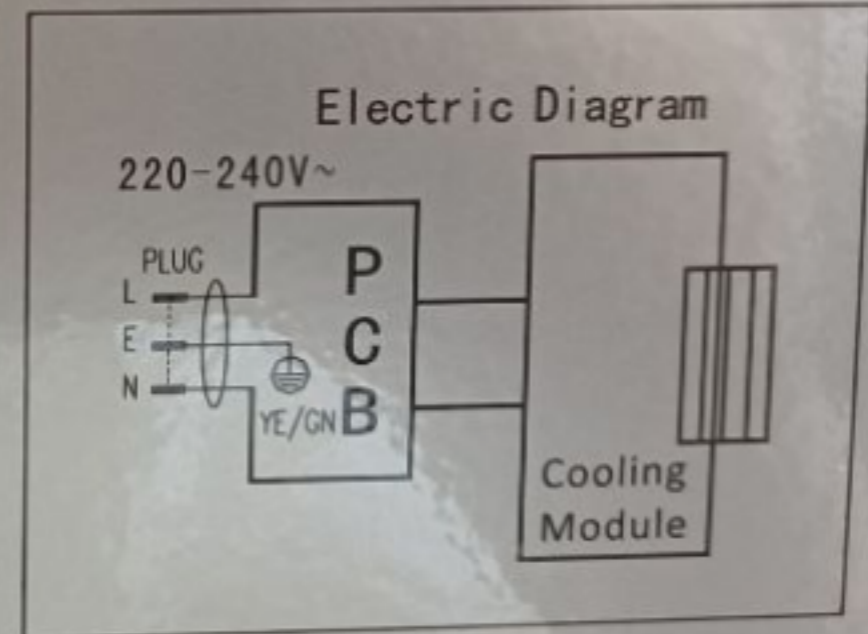 Electric Diagram
220-240V~
PLUG
L
E
N
YE/GN
P
C
B
Cooling
Module